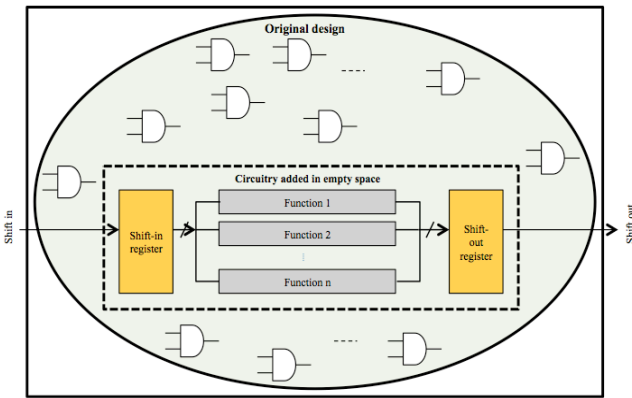 Original design
Circuitry added in empty space
Shift in
Shift-in
register
Function 1
Function 2
Function n
Shift-
out
register
Shift out